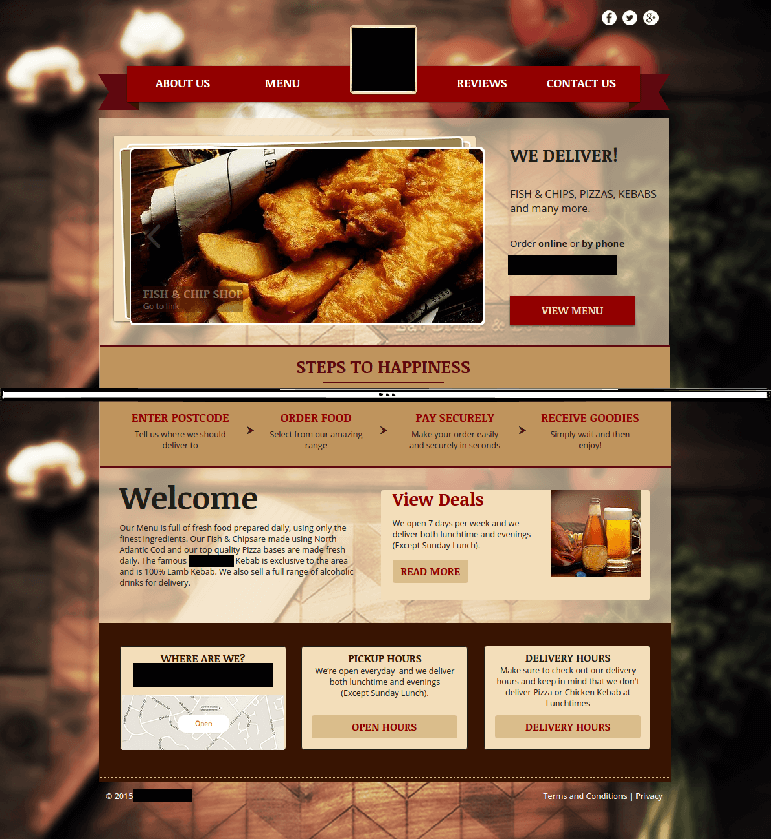 ABOUT US
MENU
REVIEWS
CONTACT US
WE DELIVER!
FISH & CHIPS, PIZZAS, KEBABS
and many more.
Order online or by phone
FISH & CHIP SHOP
Go to link
VIEW MENU
STEPS TO HAPPINESS
ENTER POSTCODE
Tell us where we should
deliver to
ORDER FOOD
Select from our amazing
range
PAY SECURELY
Make your order easily
and securely in seconds
RECEIVE GOODIES
Simply wait and then
enjoy!
Welcome
Our Menu is full of fresh food prepared daily, using only the
finest ingredients. Our Fish & Chipsare made using North
Atlantic Cod and our top quality Pizza bases are made fresh
daily. The famous Kebab is exclusive to the area
and is 100% Lamb Kebab. We also sell a full range of alcoholic
drinks for delivery.
View Deals
We open 7 days per week and we
deliver both lunchtime and evenings
(Except Sunday Lunch).
READ MORE
WHERE ARE WE?
Open
PICKUP HOURS
We're open everyday and we deliver
both lunchtime and evenings
(Except Sunday Lunch).
OPEN HOURS
DELIVERY HOURS
Make sure to check out our delivery
hours and keep in mind that we don't
deliver Pizza or Chicken Kebab at
Lunchtimes
DELIVERY HOURS
© 2015
Terms and Conditions | Privacy